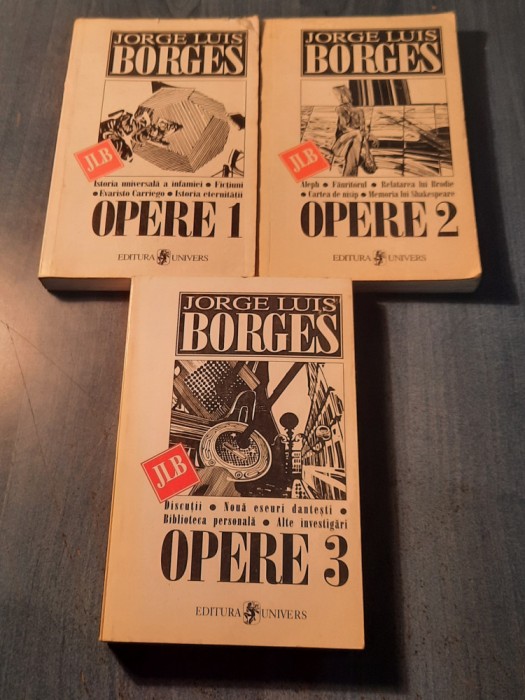 JORGE LUIS
BORGES
JLB
Istoria universală a infamiei • Ficțiuni
• Evaristo Carriego • Istoria eternității
OPERE 1
EDITURA UNIVERS
JORGE LUIS
BORGES
JLB
Aleph • Făuritorul • Relatarea lui Brodie
• Cartea de nisip • Memoria lui Shakespeare
OPERE 2
EDITURA UNIVERS
JORGE LUIS
BORGES
JLB
Discuții • Nouă eseuri dantești •
Biblioteca personală • Alte investigări
OPERE 3
EDITURA UNIVERS